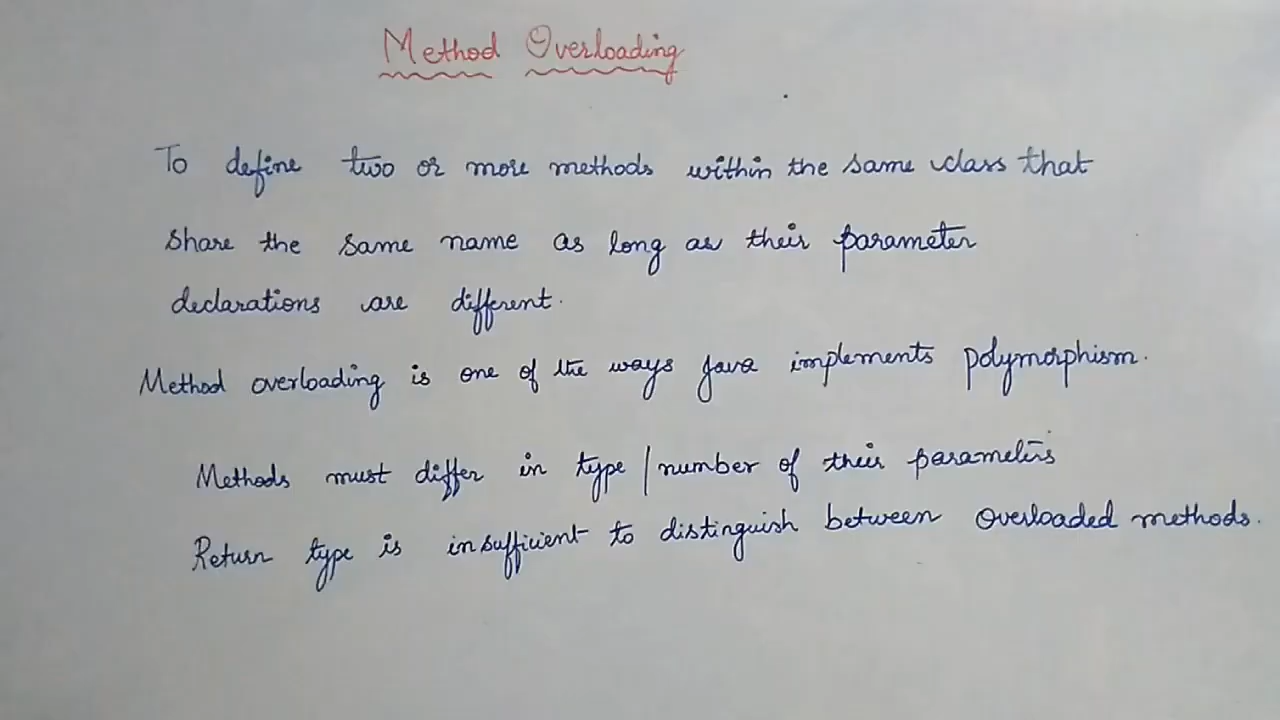 Method Overloading
To define two or more methods within the same class that
share the same name as long as their parameter
declarations are different.
Method overloading is one of the ways Java implements polymorphism.
Methods must differ in type / number of their parameters
Return type is insufficient to distinguish between overloaded methods.